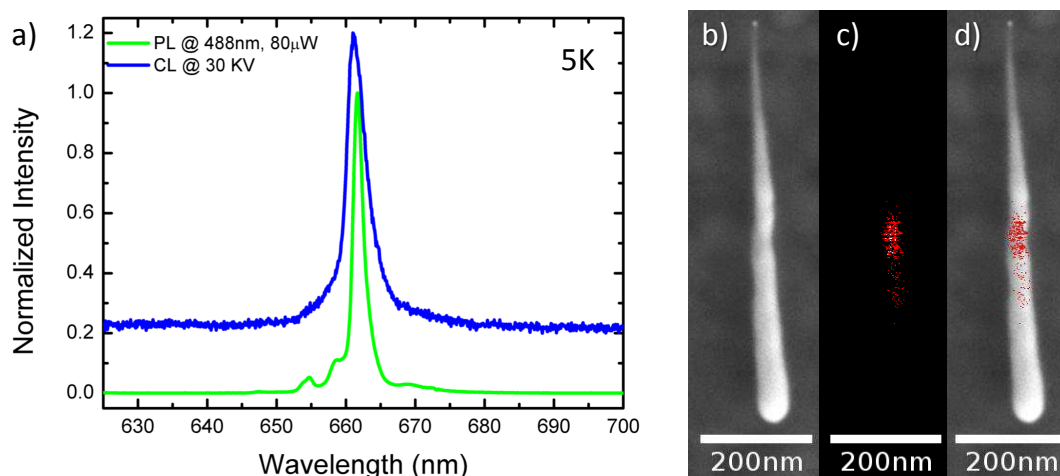 a)
PL @ 488nm, 80μW
CL @ 30 KV
5K
1.2
1.0
0.8
0.6
0.4
0.2
0.0
Normalized Intensity
630 640 650 660 670 680 690 700
Wavelength (nm)
b) c) d)
200nm 200nm 200nm